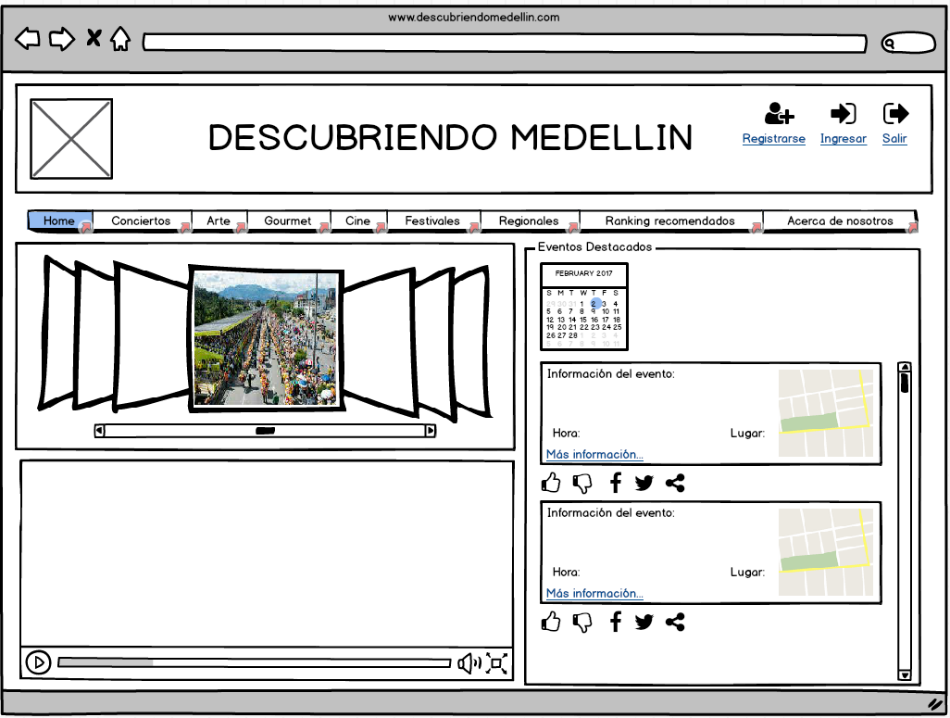 www.descubriendomedellin.com
DESCUBRIENDO MEDELLIN
Registrarse Ingresar Salir
Home Conciertos Arte Gourmet Cine Festivales Regionales Ranking recomendados Acerca de nosotros
Eventos Destacados
FEBRUARY 2017
S M T W T F S
29 30 31 1 2 3 4
5 6 7 8 9 10 11
12 13 14 15 16 17 18
19 20 21 22 23 24 25
26 27 28 1 2 3 4
5 6 7 8 9 10 11
Información del evento:
Hora: Lugar:
Más información...
Información del evento:
Hora: Lugar:
Más información...